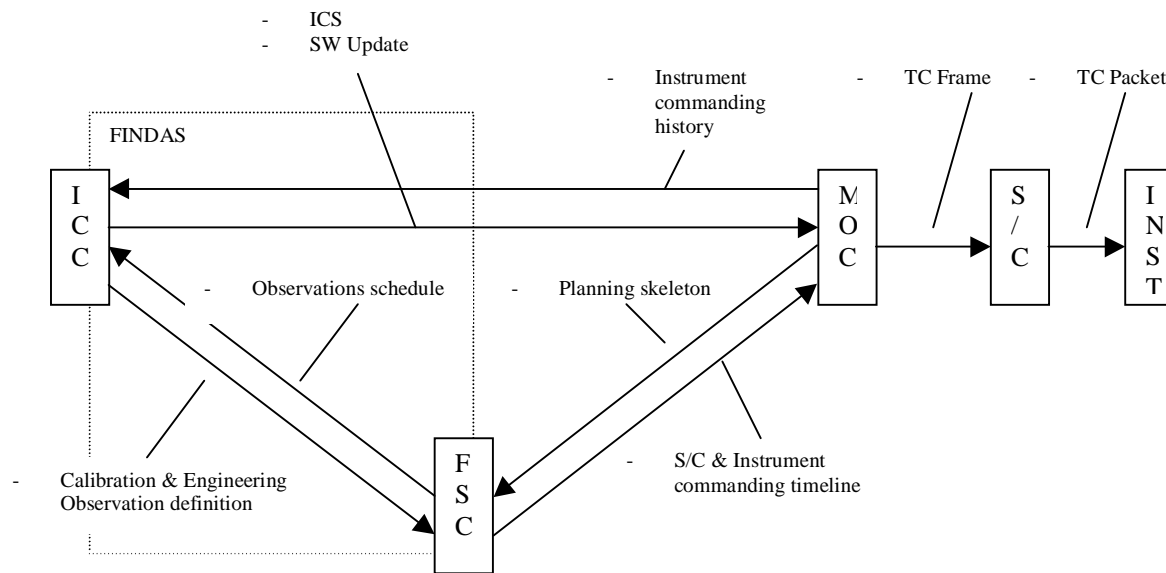 - ICS
- SW Update
- Instrument
commanding
history
- TC Frame
- TC Packet
FINDAS
I
C
C
M
O
C
S
/
C
I
N
S
T
- Observations schedule
- Planning skeleton
F
S
C
- Calibration & Engineering
Observation definition
- S/C & Instrument
commanding timeline